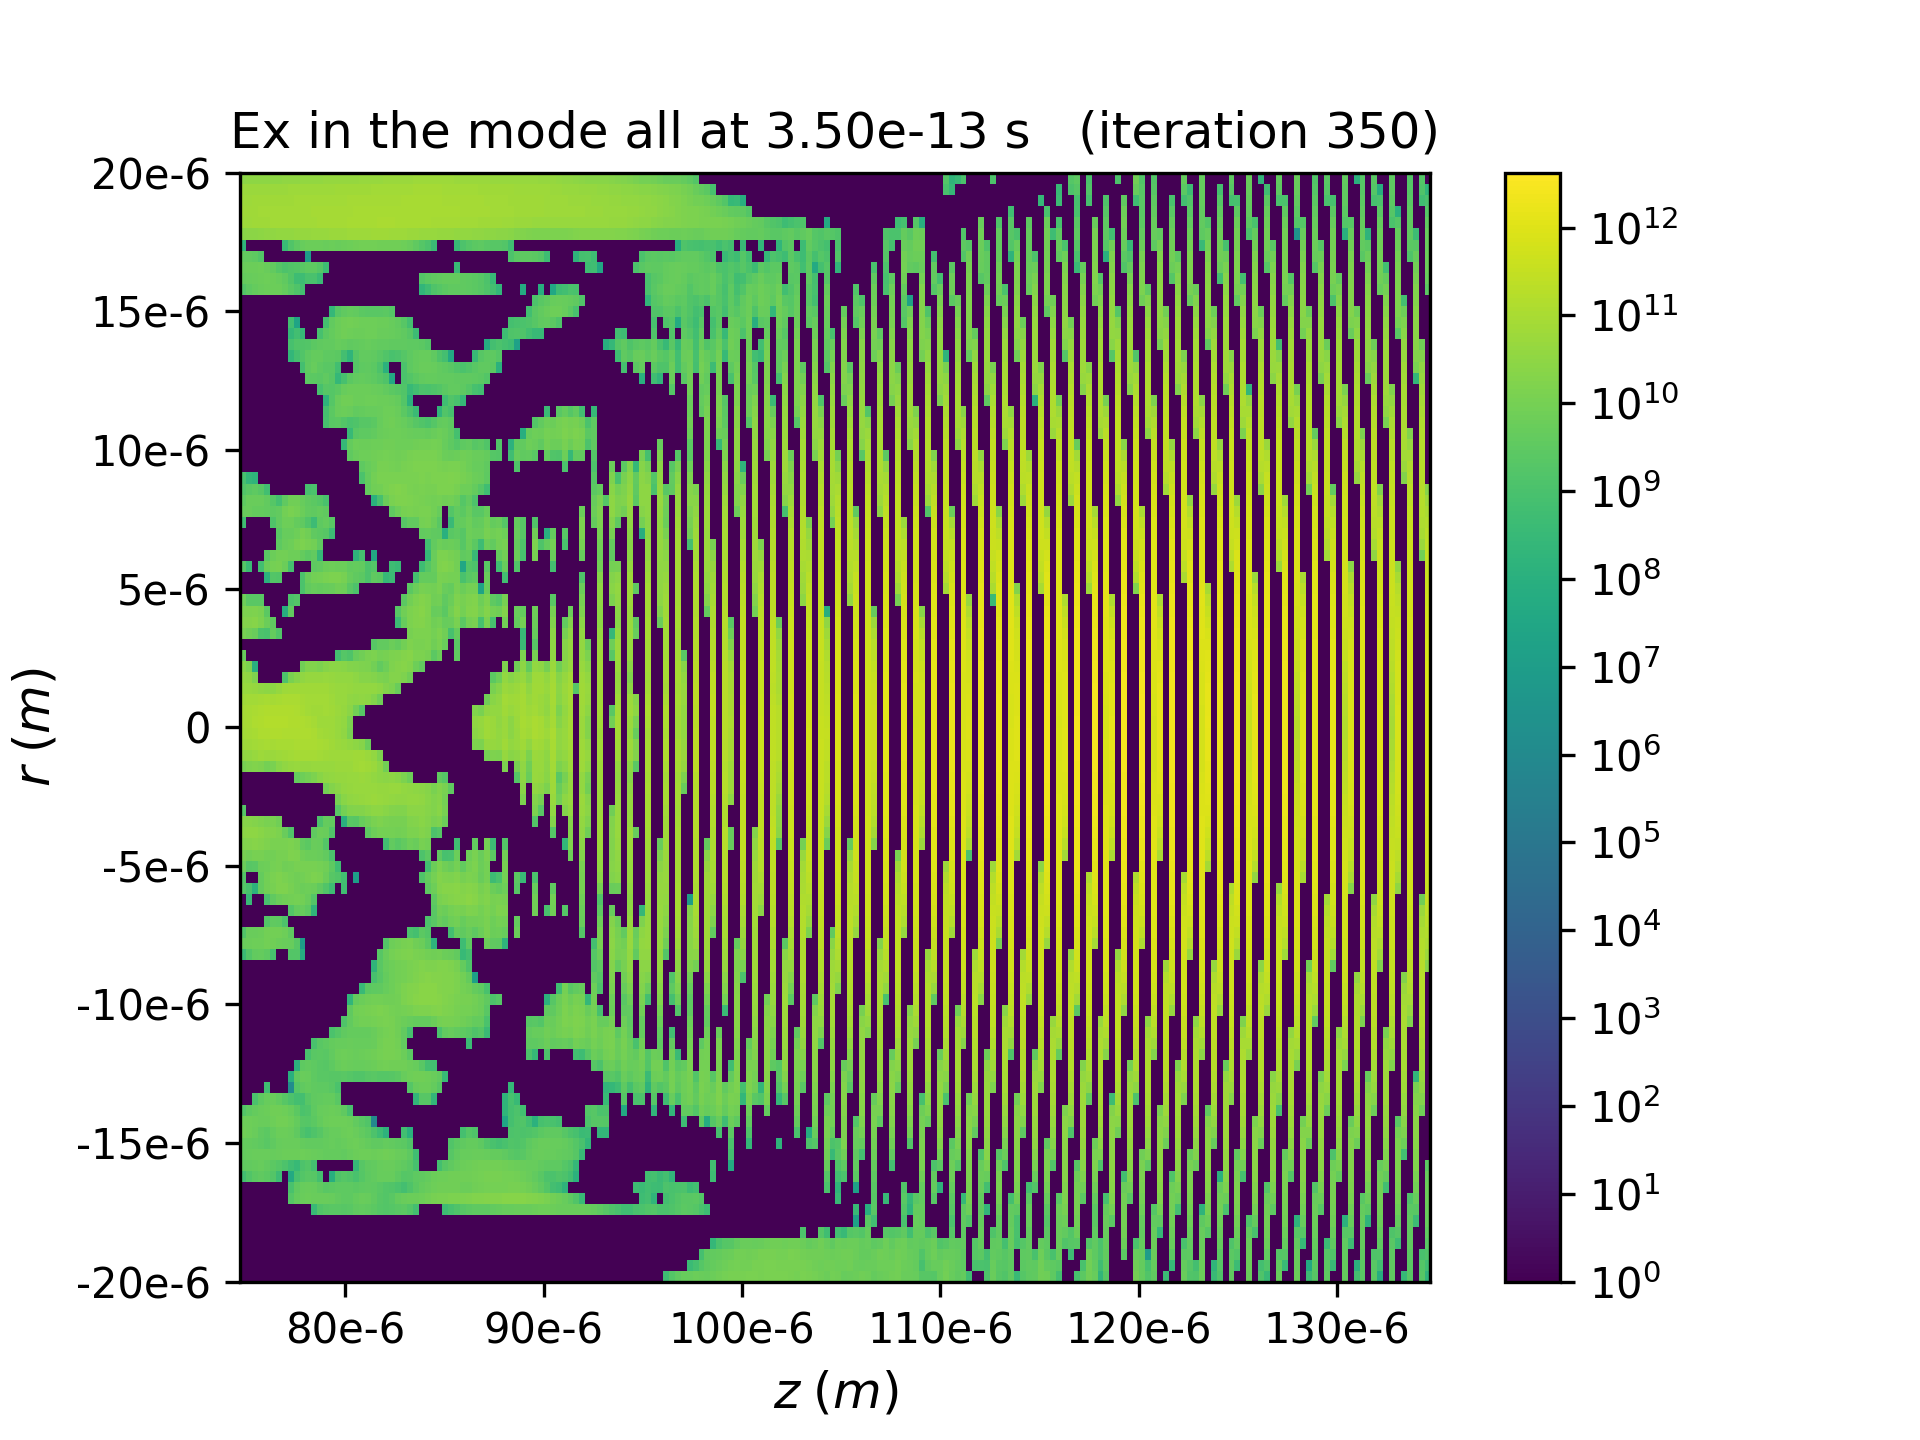 Ex in the mode all at 3.50e-13 s   (iteration 350)
20e-6
15e-6
10e-6
5e-6
0
-5e-6
-10e-6
-15e-6
-20e-6
r (m)
80e-6 90e-6 100e-6 110e-6 120e-6 130e-6
z (m)
10^12
10^11
10^10
10^9
10^8
10^7
10^6
10^5
10^4
10^3
10^2
10^1
10^0